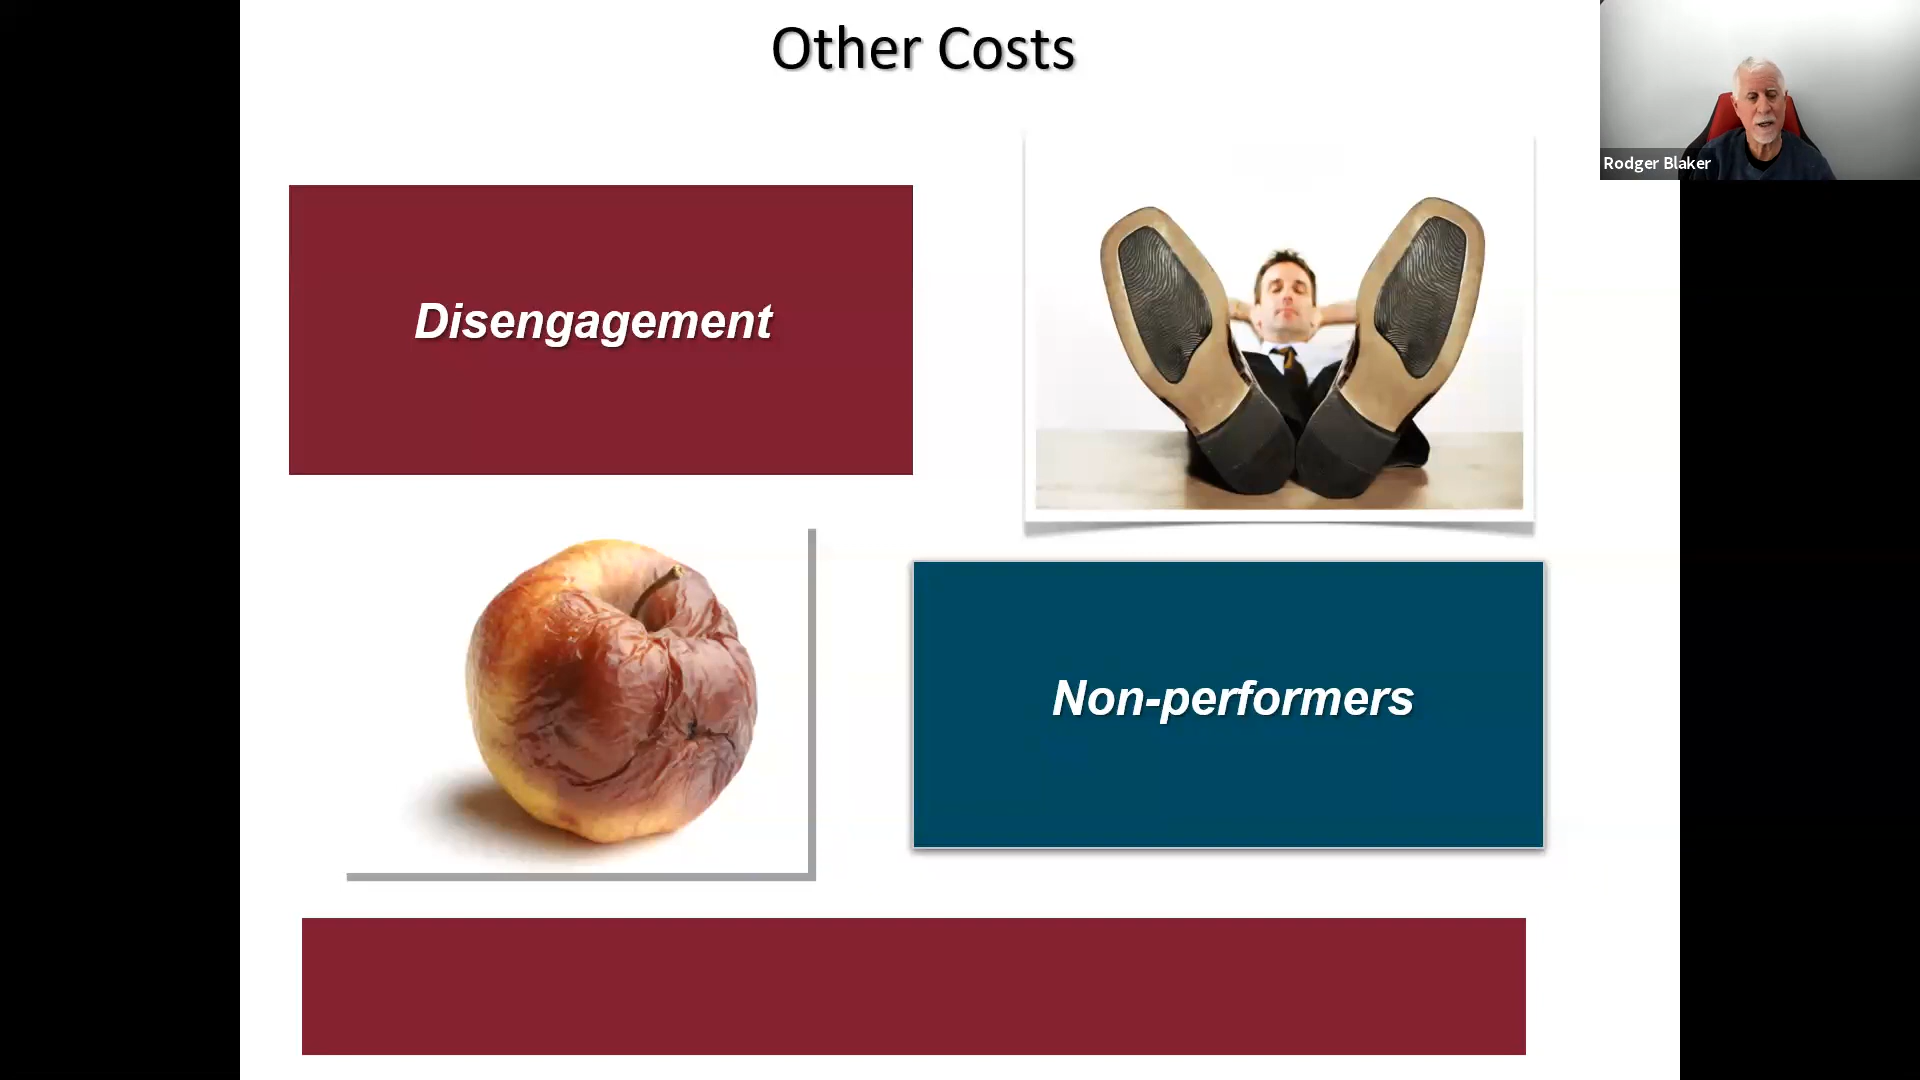 Other Costs
Rodger Blaker
Disengagement
Non-performers